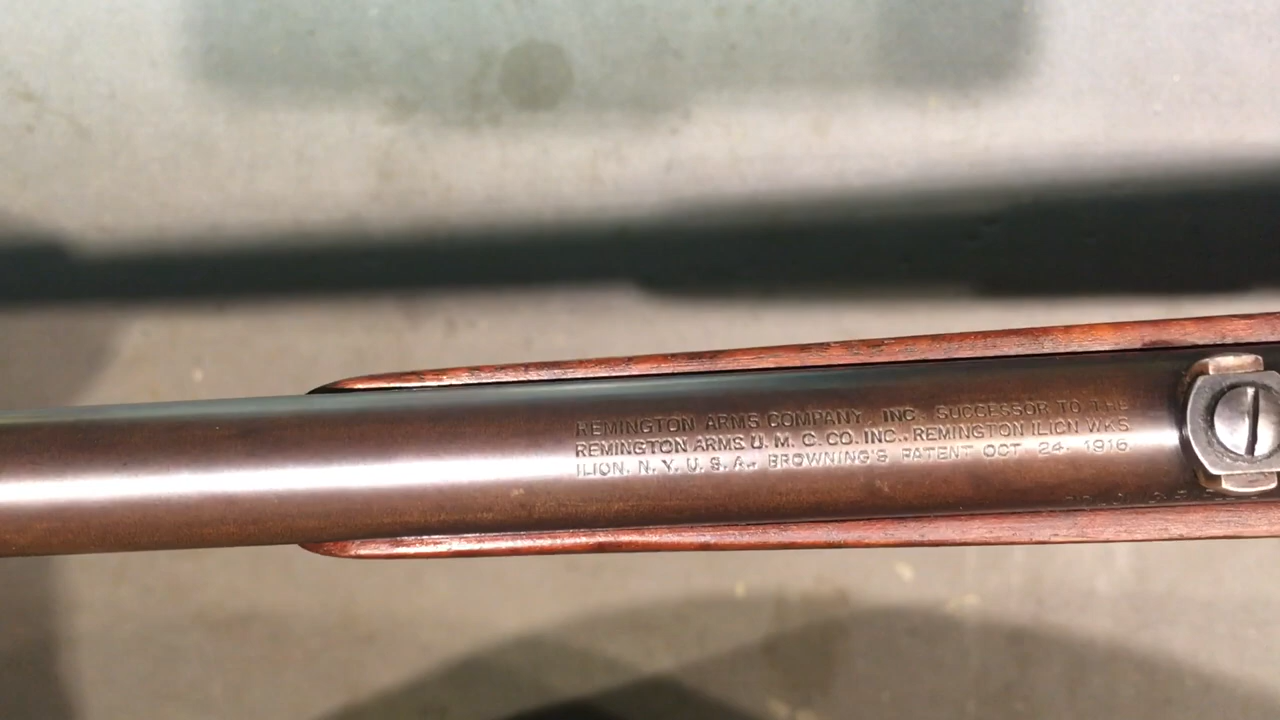 REMINGTON ARMS COMPANY, INC. SUCCESSOR TO THE
REMINGTON ARMS U. M. C. CO. INC., REMINGTON ILION WKS
ILION, N. Y. U. S. A., BROWNING'S PATENT OCT. 24. 1916